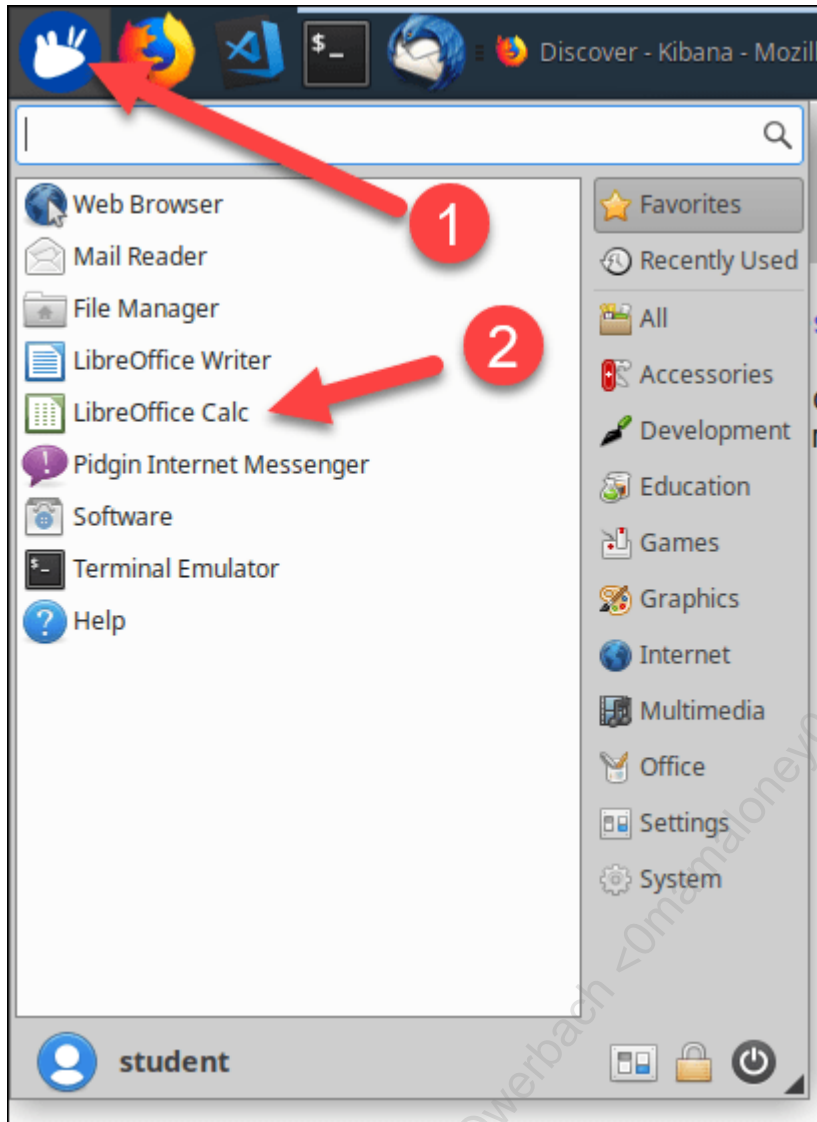 $_
Discover - Kibana - Mozill
1
Web Browser
Mail Reader
File Manager
LibreOffice Writer
2
LibreOffice Calc
Pidgin Internet Messenger
Software
$_
Terminal Emulator
?
Help
Favorites
Recently Used
All
Accessories
Development
Education
Games
Graphics
Internet
Multimedia
Office
Settings
System
student